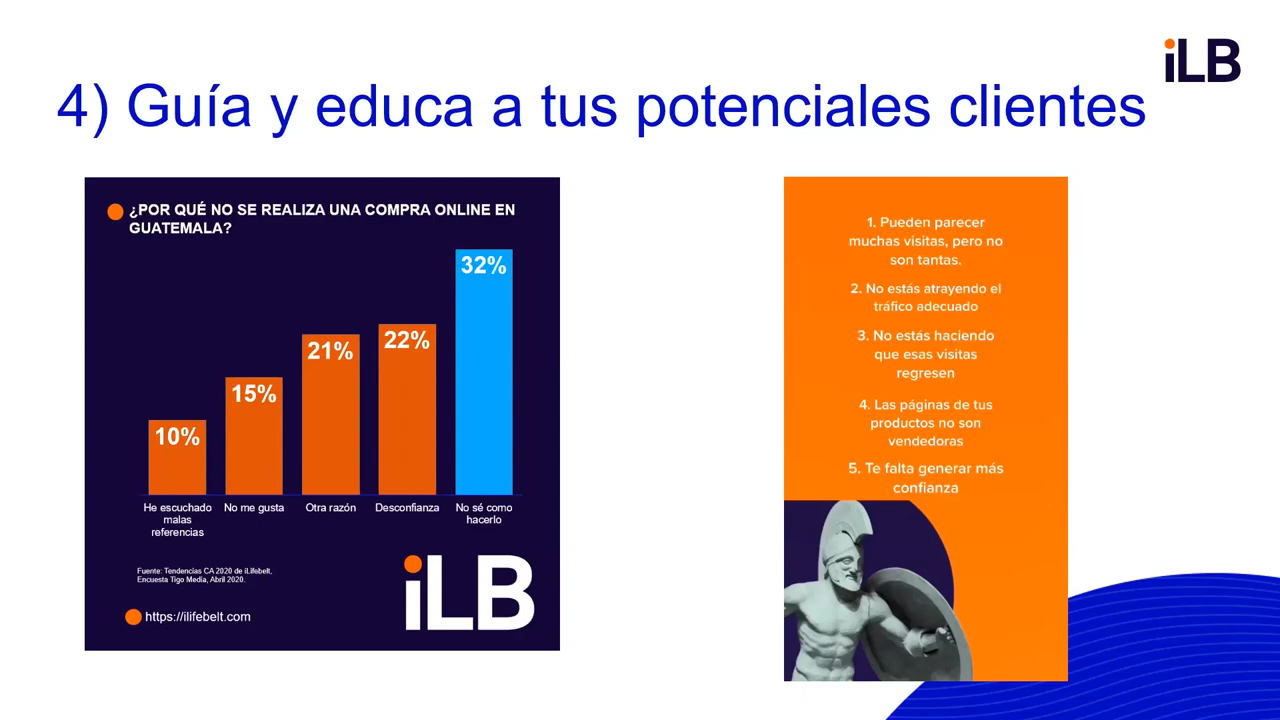 iLB
4) Guía y educa a tus potenciales clientes
¿POR QUÉ NO SE REALIZA UNA COMPRA ONLINE EN
GUATEMALA?
10%
15%
21%
22%
32%
He escuchado
malas
referencias
No me gusta
Otra razón
Desconfianza
No sé como
hacerlo
Fuente: Tendencias CA 2020 de iLifebelt,
Encuesta Tigo Media, Abril 2020.
https://ilifebelt.com
iLB
1. Pueden parecer
muchas visitas, pero no
son tantas.
2. No estás atrayendo el
tráfico adecuado
3. No estás haciendo
que esas visitas
regresen
4. Las páginas de tus
productos no son
vendedoras
5. Te falta generar más
confianza